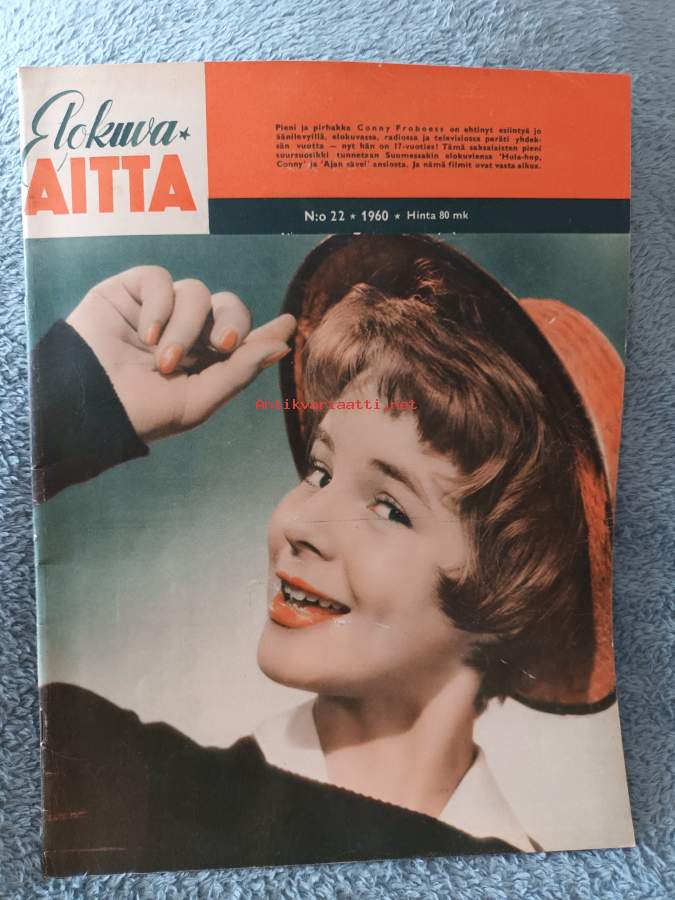 Elokuva
AITTA
Pieni ja pirhakka Conny Froboess on ehtinyt esiintyä jo
äänilevyillä, elokuvassa, radiossa ja televisiossa peräti yhdek-
sän vuotta — nyt hän on 17-vuotias! Tämä saksalaisten pieni
suursuosikki tunnetaan Suomessakin elokuviensa 'Hula-hop,
Conny' ja 'Ajan sävel' ansiosta. Ja nämä filmit ovat vasta alkua.
N:o 22 ★ 1960 ★ Hinta 80 mk
Antikvariaatti.net